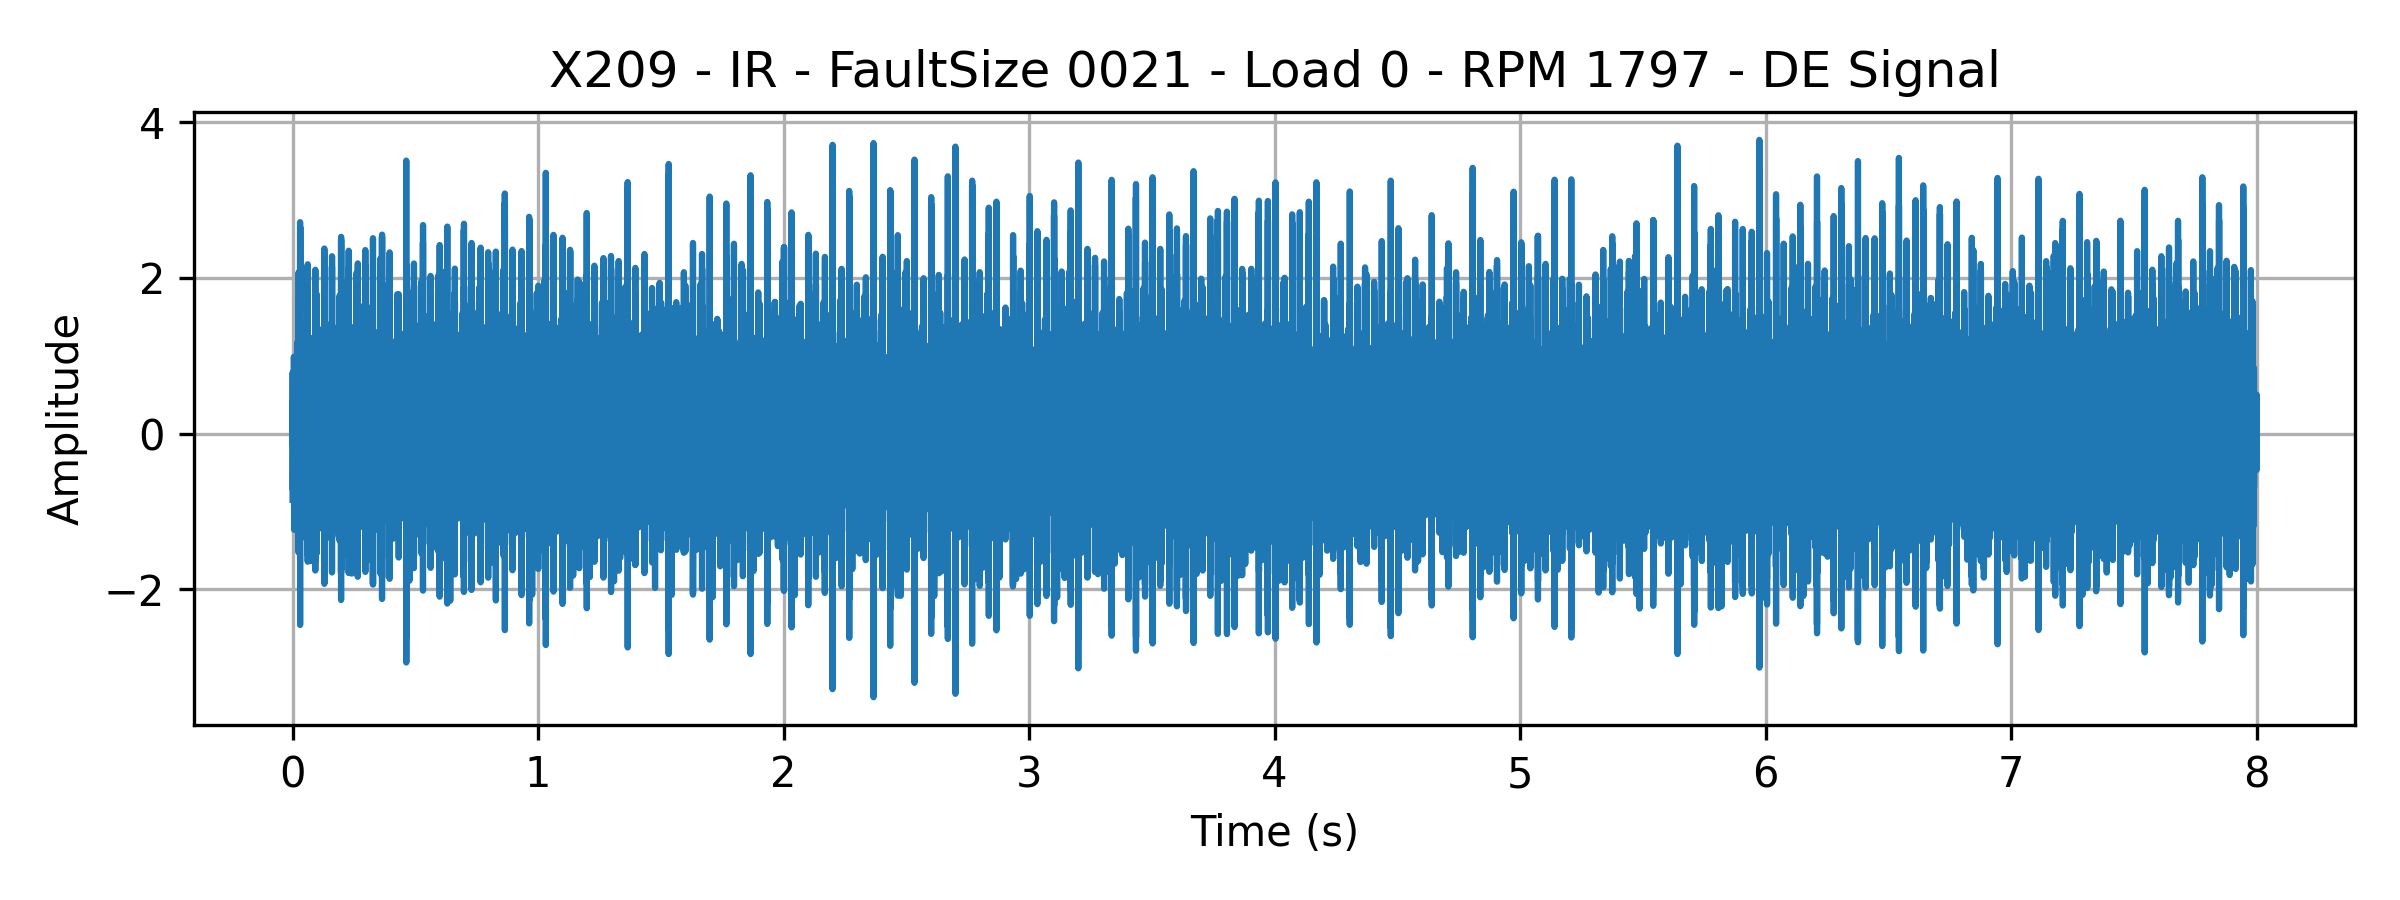 X209 - IR - FaultSize 0021 - Load 0 - RPM 1797 - DE Signal
4
2
0
−2
Amplitude
0 1 2 3 4 5 6 7 8
Time (s)